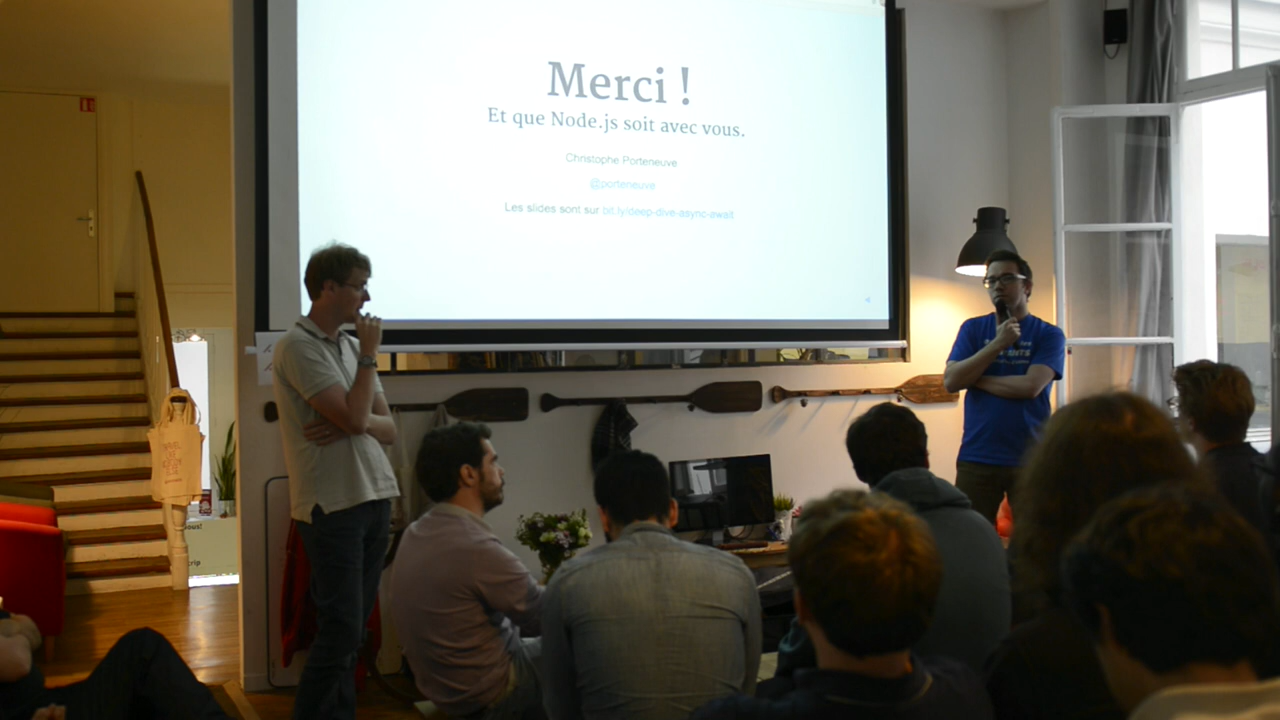 Merci !
Et que Node.js soit avec vous.
Christophe Porteneuve
@porteneuve
Les slides sont sur bit.ly/deep-dive-async-await